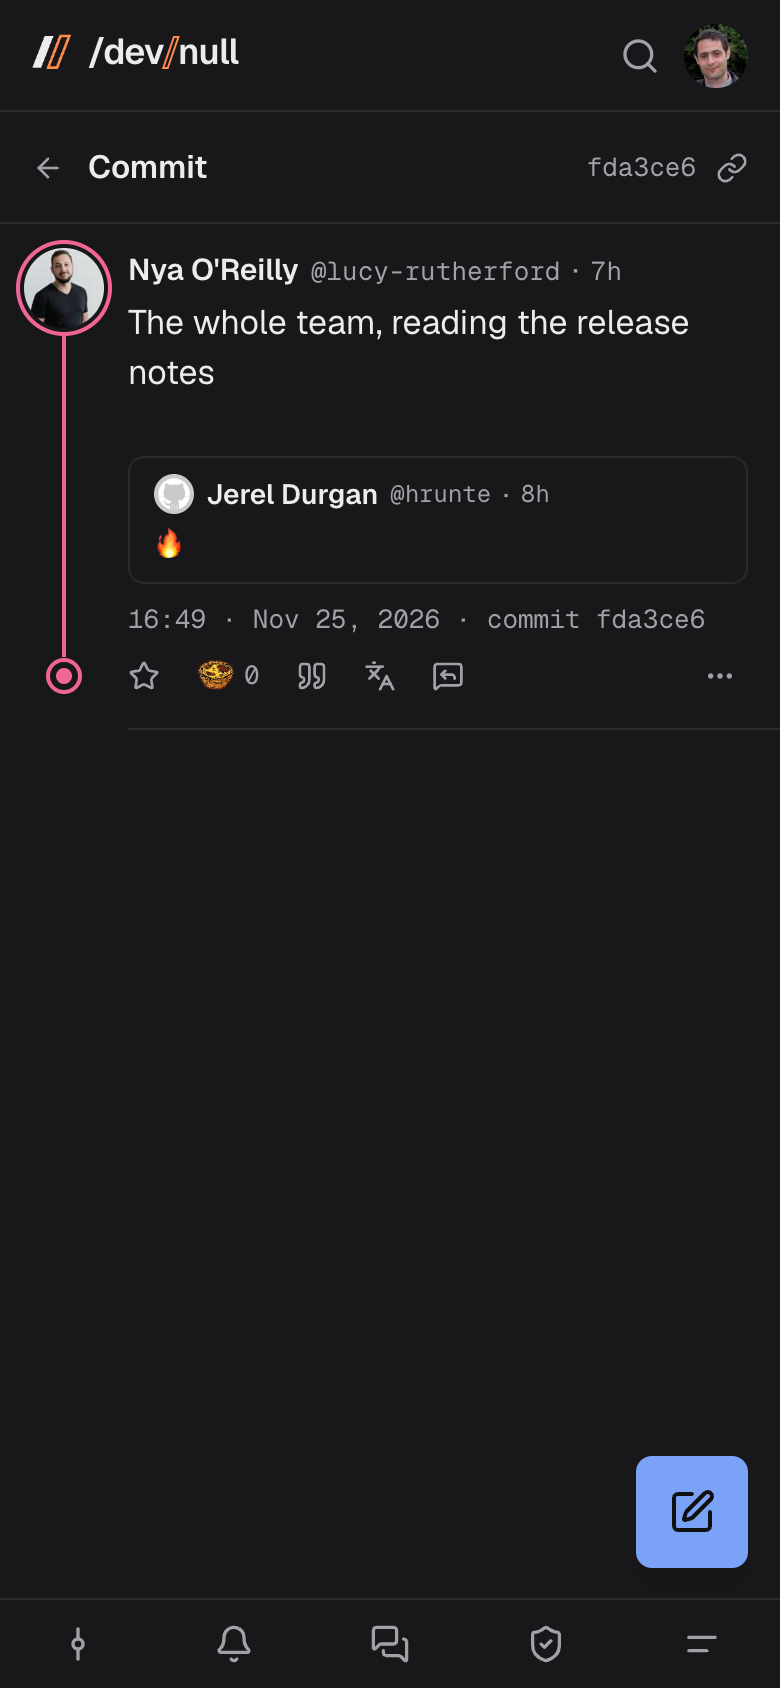 /dev/null
Commit
fda3ce6
Nya O'Reilly @lucy-rutherford · 7h
The whole team, reading the release
notes
Jerel Durgan @hrunte · 8h
🔥
16:49 · Nov 25, 2026 · commit fda3ce6
0